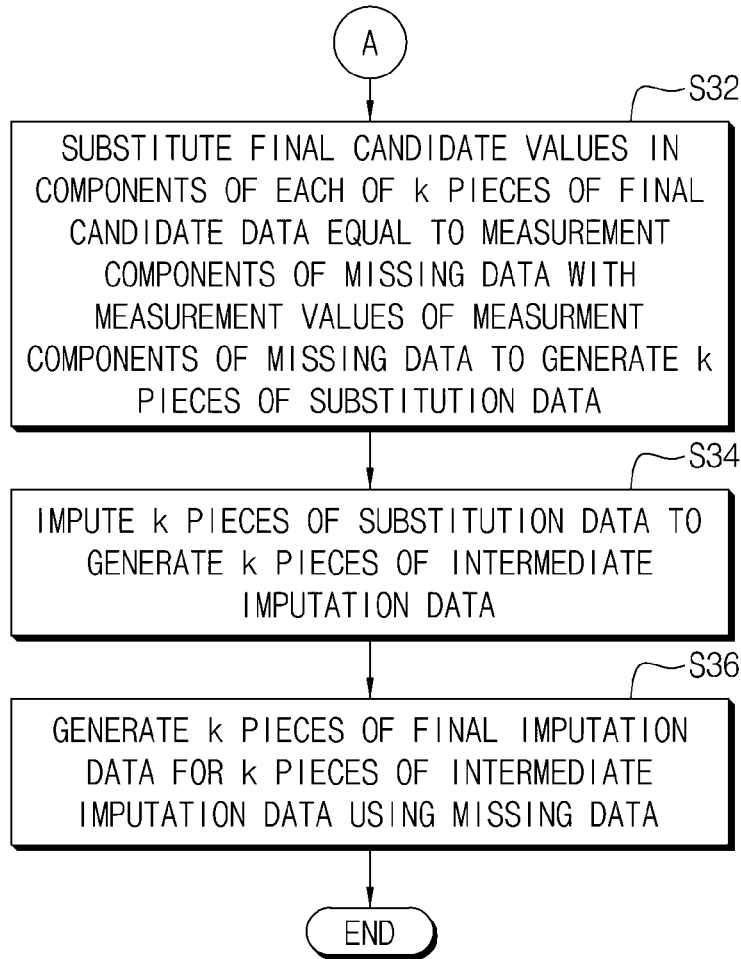 A
S32
SUBSTITUTE FINAL CANDIDATE VALUES IN
COMPONENTS OF EACH OF k PIECES OF FINAL
CANDIDATE DATA EQUAL TO MEASUREMENT
COMPONENTS OF MISSING DATA WITH
MEASUREMENT VALUES OF MEASURMENT
COMPONENTS OF MISSING DATA TO GENERATE k
PIECES OF SUBSTITUTION DATA
S34
IMPUTE k PIECES OF SUBSTITUTION DATA TO
GENERATE k PIECES OF INTERMEDIATE
IMPUTATION DATA
S36
GENERATE k PIECES OF FINAL IMPUTATION
DATA FOR k PIECES OF INTERMEDIATE
IMPUTATION DATA USING MISSING DATA
END